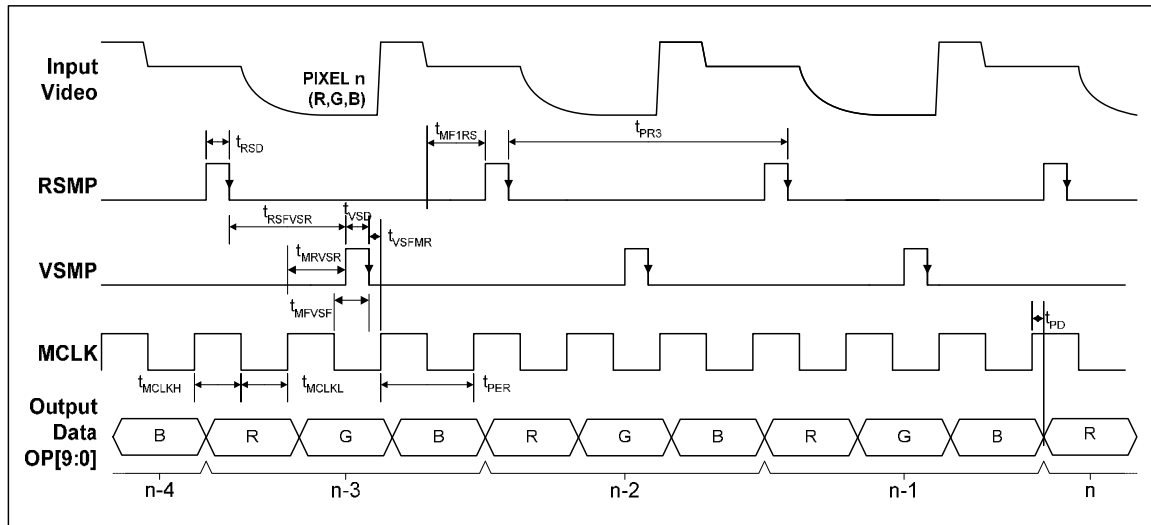 Input
Video
PIXEL n
(R,G,B)
tRSD
tMF1RS
tPR3
RSMP
tRSFVSR
tVSD
tVSFMR
tMRVSR
VSMP
tMFVSF
tPD
MCLK
tMCLKH
tMCLKL
tPER
Output
Data
OP[9:0]
B R G B R G B R G B R
n-4 n-3 n-2 n-1 n